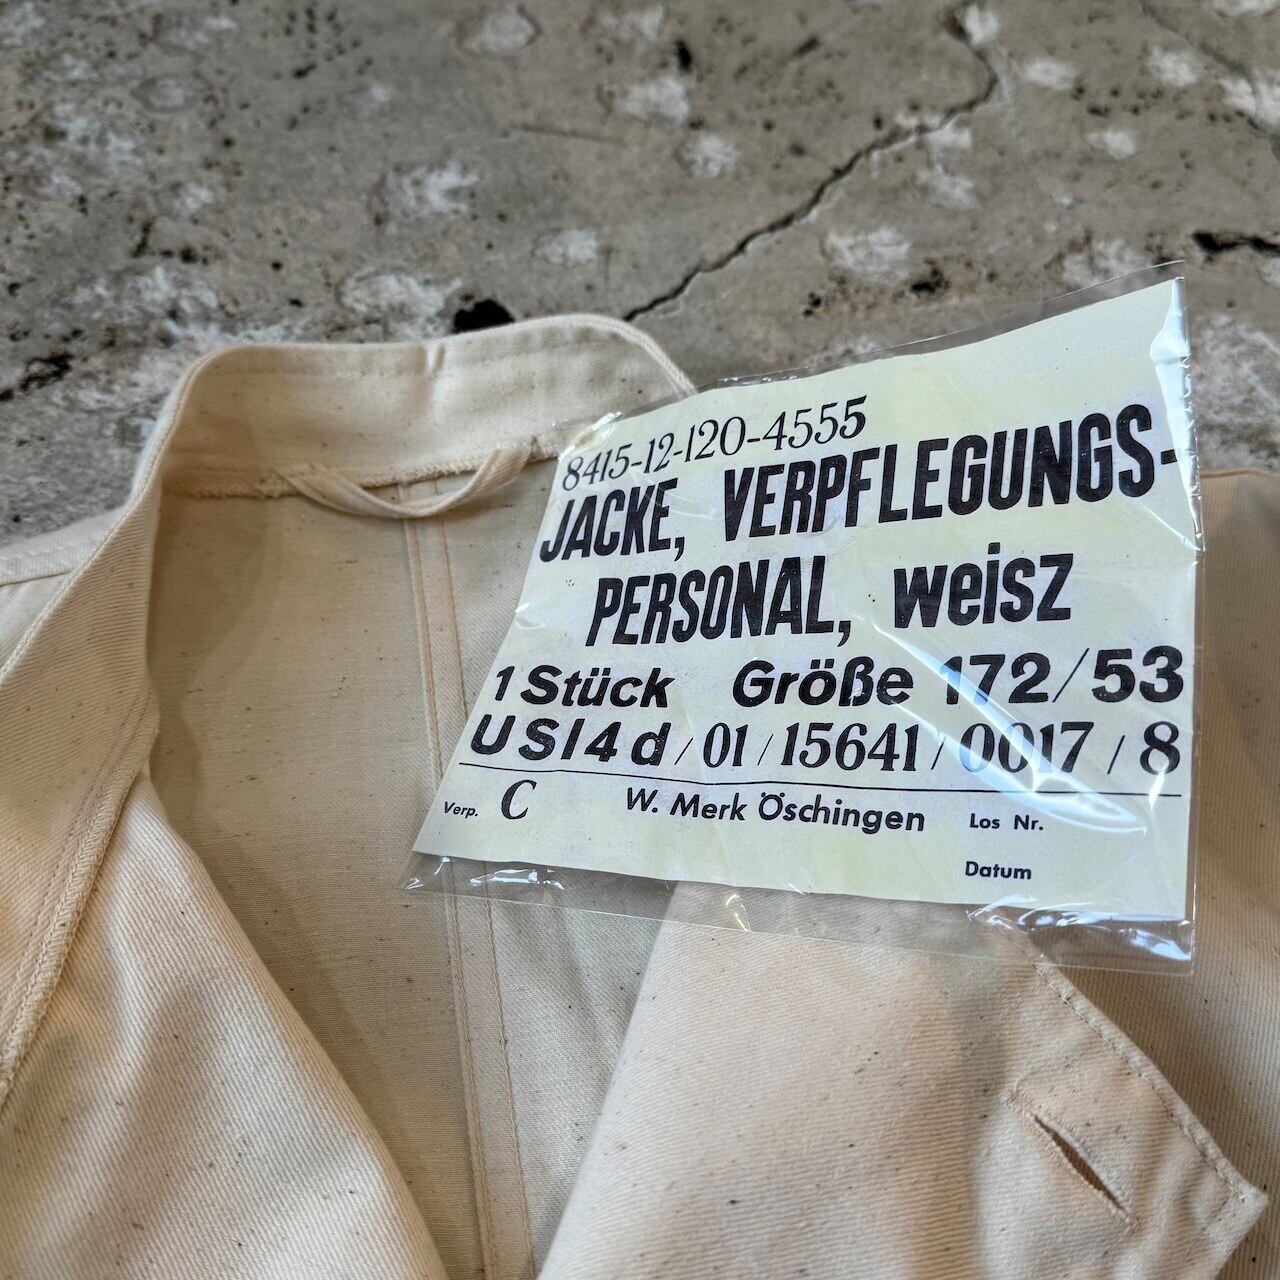 8415-12-120-4555
JACKE, VERPFLEGUNGS-
PERSONAL, weisz
1 Stück Größe 172/53
USl4d/01/15641/0017/8
Verp. C W. Merk Öschingen Los Nr.
Datum